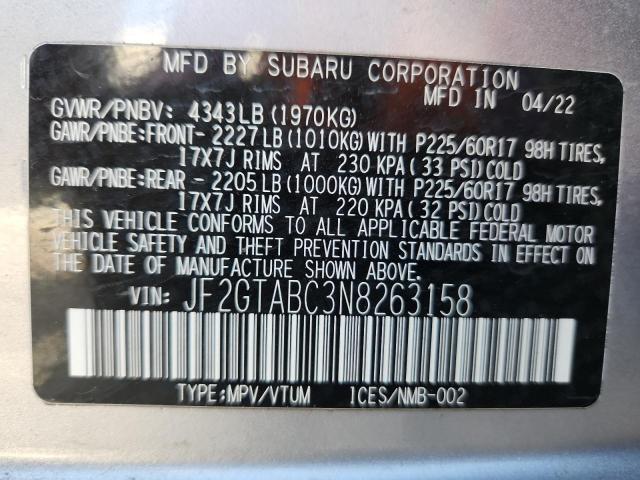 MFD BY SUBARU CORPORATION
MFD IN 04/22
GVWR/PNBV: 4343LB (1970KG)
GAWR/PNBE:FRONT- 2227LB(1010KG)WITH P225/60R17 98H TIRES,
17X7J RIMS AT 230 KPA(33 PSI)COLD
GAWR/PNBE:REAR - 2205LB(1000KG)WITH P225/60R17 98H TIRES,
17X7J RIMS AT 220 KPA(32 PSI)COLD
THIS VEHICLE CONFORMS TO ALL APPLICABLE FEDERAL MOTOR
VEHICLE SAFETY AND THEFT PREVENTION STANDARDS IN EFFECT ON
THE DATE OF MANUFACTURE SHOWN ABOVE.
VIN: JF2GTABC3N8263158
TYPE:MPV/VTUM ICES/NMB-002